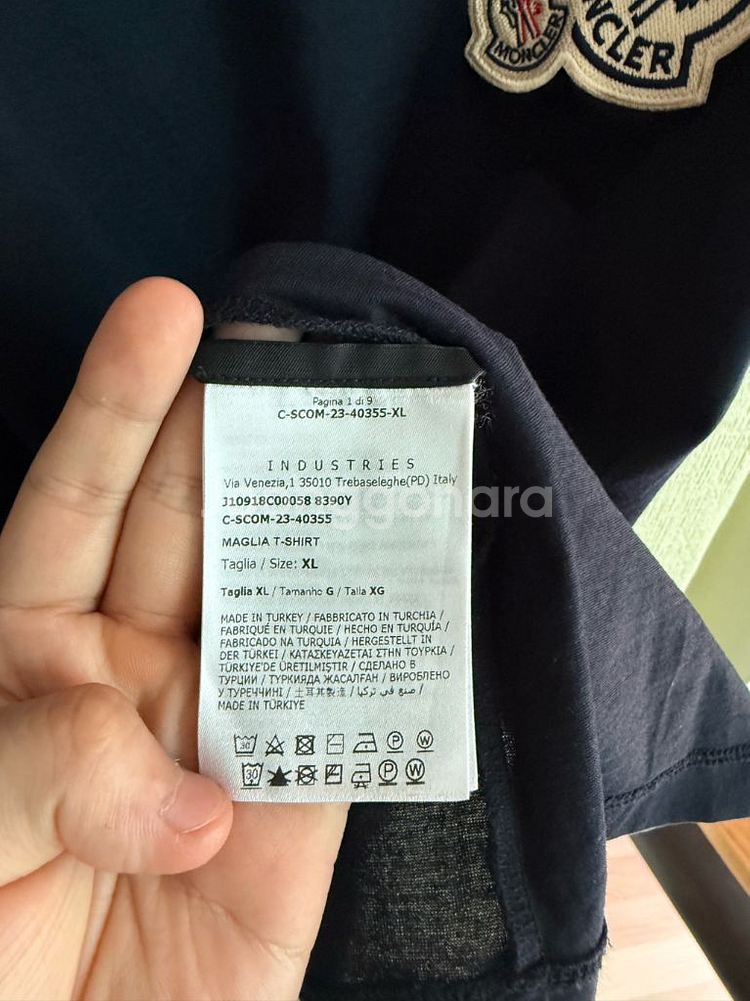 MONCLER
NCLER
Pagina 1 di 9
C-SCOM-23-40355-XL
INDUSTRIES
Via Venezia,1 35010 Trebaseleghe(PD) Italy
J10918C00058 8390Y
C-SCOM-23-40355
MAGLIA T-SHIRT
Taglia / Size: XL
Taglia XL / Tamanho G / Talla XG
MADE IN TURKEY / FABBRICATO IN TURCHIA /
FABRIQUÉ EN TURQUIE / HECHO EN TURQUÍA /
FABRICADO NA TURQUIA / HERGESTELLT IN
DER TÜRKEI / ΚΑΤΑΣΚΕΥΑΖΕΤΑΙ ΣΤΗΝ ΤΟΥΡΚΙΑ /
TÜRKİYE'DE ÜRETİLMİŞTİR / СДЕЛАНО В
ТУРЦИИ / ТУРКИЯДА ЖАСАЛҒАН / ВИРОБЛЕНО
У ТУРЕЧЧИНІ / 土耳其製造 / صنع في تركيا /
MADE IN TÜRKIYE
30 P W
30 P W